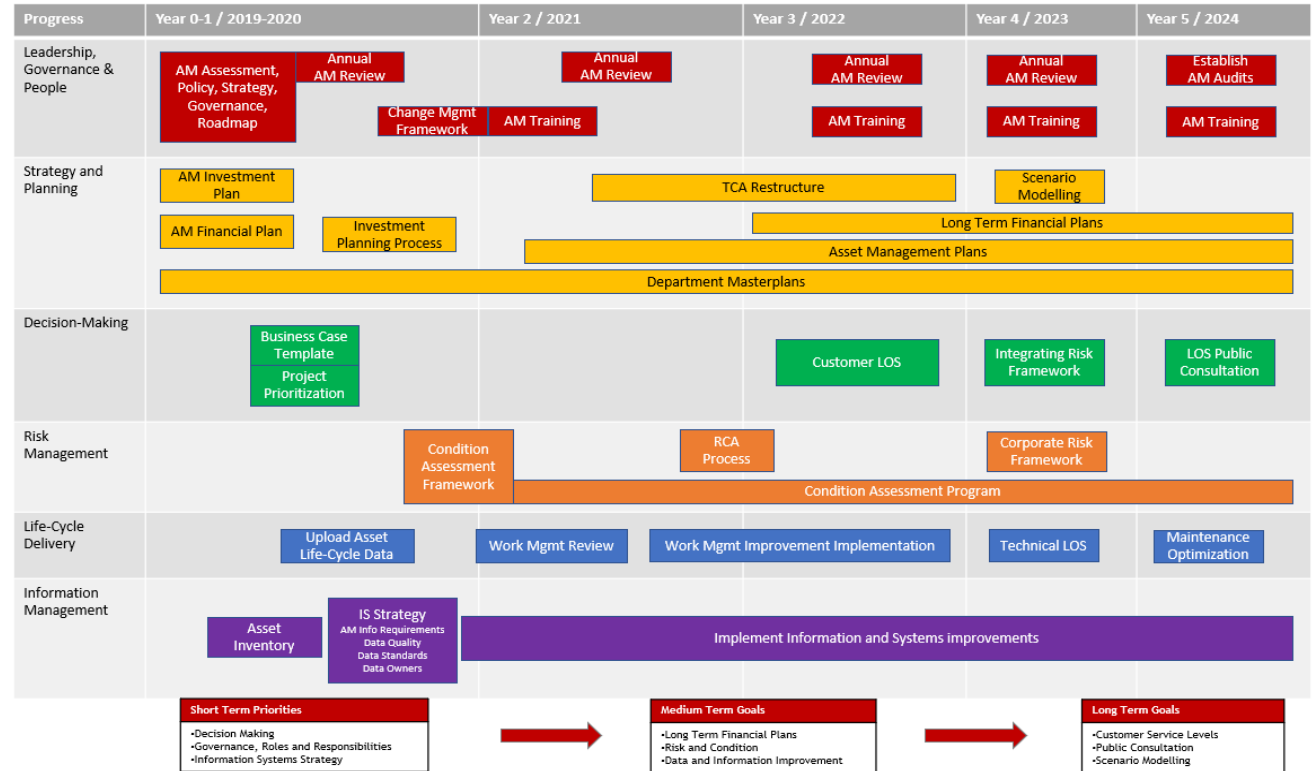 Progress
Year 0-1 / 2019-2020
Year 2 / 2021
Year 3 / 2022
Year 4 / 2023
Year 5 / 2024
Leadership,
Governance &
People
AM Assessment,
Policy, Strategy,
Governance,
Roadmap
Annual
AM Review
Change Mgmt
Framework
AM Training
Annual
AM Review
Annual
AM Review
AM Training
Annual
AM Review
AM Training
Establish
AM Audits
AM Training
Strategy and
Planning
AM Investment
Plan
TCA Restructure
Scenario
Modelling
AM Financial Plan
Investment
Planning Process
Long Term Financial Plans
Asset Management Plans
Department Masterplans
Decision-Making
Business Case
Template
Project
Prioritization
Customer LOS
Integrating Risk
Framework
LOS Public
Consultation
Risk
Management
Condition
Assessment
Framework
RCA
Process
Corporate Risk
Framework
Condition Assessment Program
Life-Cycle
Delivery
Upload Asset
Life-Cycle Data
Work Mgmt Review
Work Mgmt Improvement Implementation
Technical LOS
Maintenance
Optimization
Information
Management
Asset
Inventory
IS Strategy
AM Info Requirements
Data Quality
Data Standards
Data Owners
Implement Information and Systems improvements
Short Term Priorities
•Decision Making
•Governance, Roles and Responsibilities
•Information Systems Strategy
Medium Term Goals
•Long Term Financial Plans
•Risk and Condition
•Data and Information Improvement
Long Term Goals
•Customer Service Levels
•Public Consultation
•Scenario Modelling